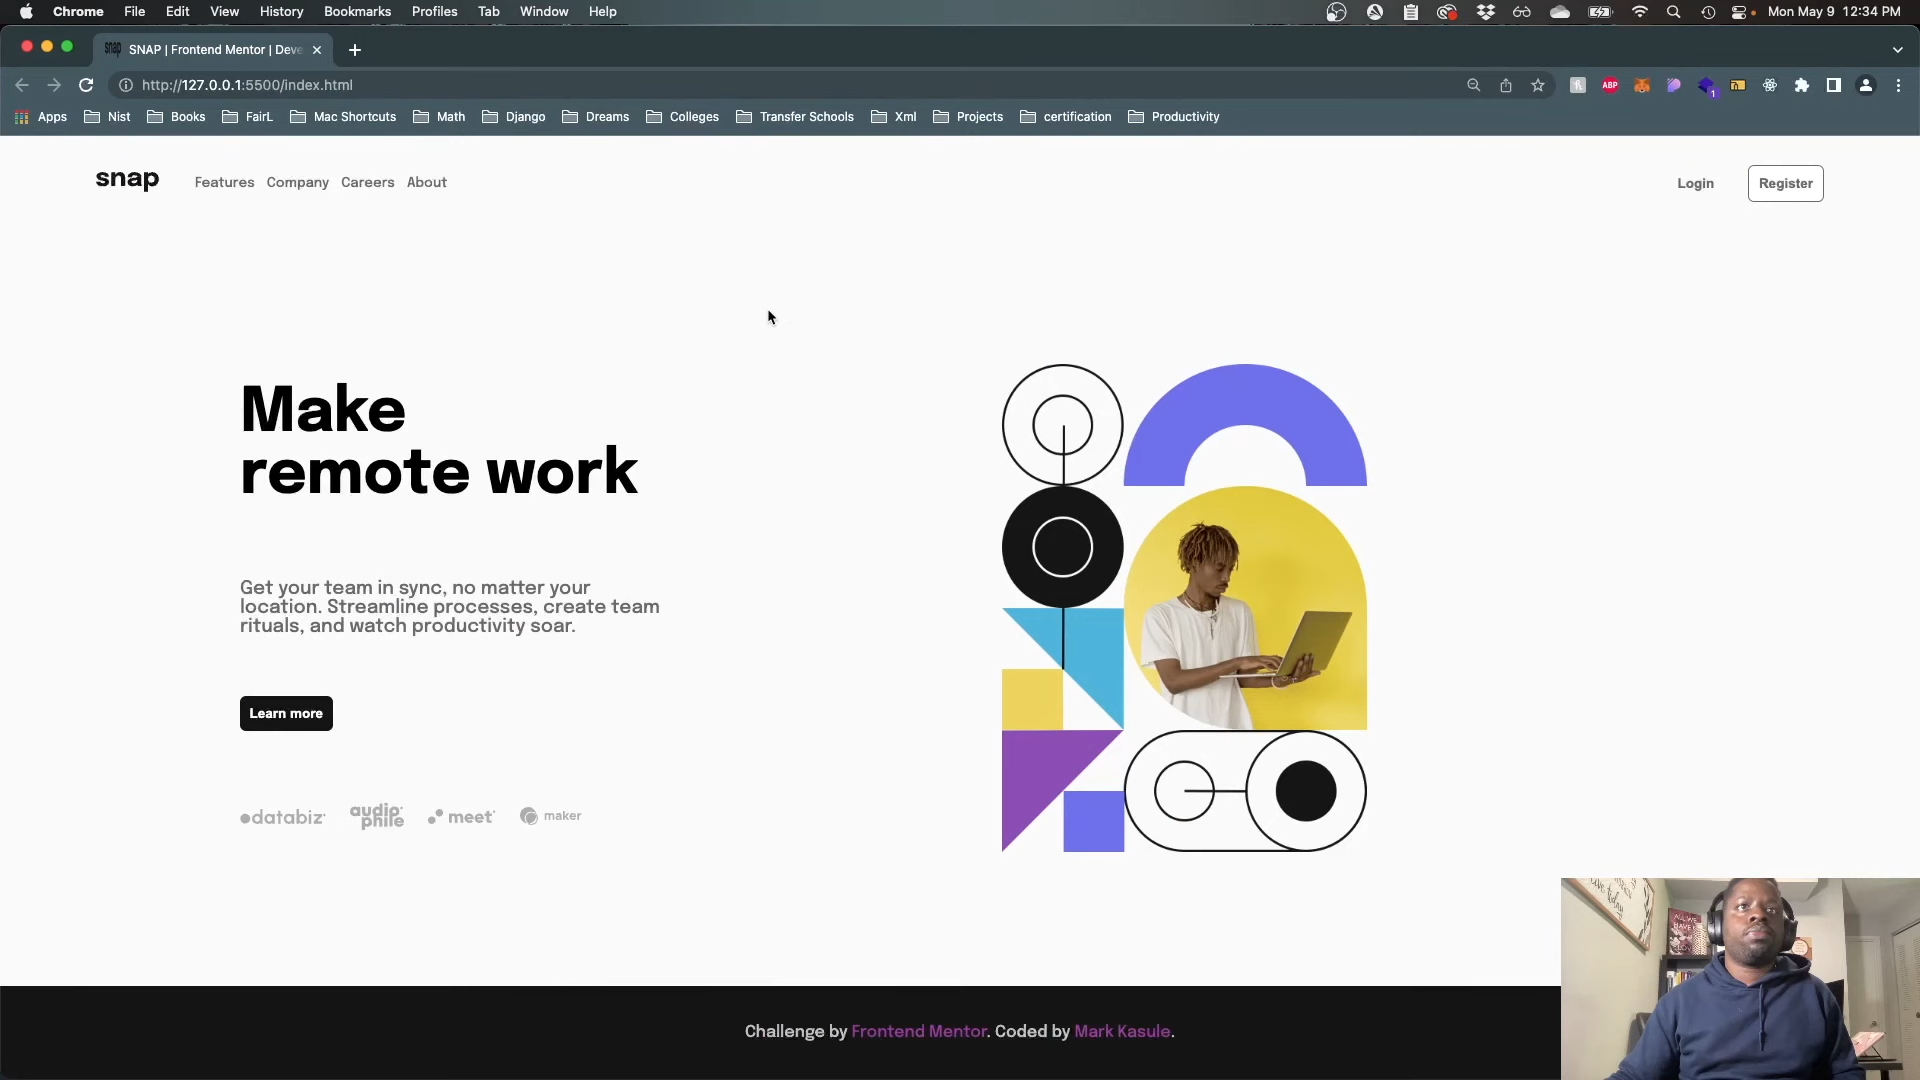 Chrome File Edit View History Bookmarks Profiles Tab Window Help Mon May 9 12:34 PM
snap SNAP | Frontend Mentor | Deve
http://127.0.0.1:5500/index.html ABP 1
Apps Nist Books FairL Mac Shortcuts Math Django Dreams Colleges Transfer Schools Xml Projects certification Productivity
snap Features Company Careers About Login Register
Make
remote work
Get your team in sync, no matter your
location. Streamline processes, create team
rituals, and watch productivity soar.
Learn more
databiz audiophile meet maker
Challenge by Frontend Mentor. Coded by Mark Kasule.